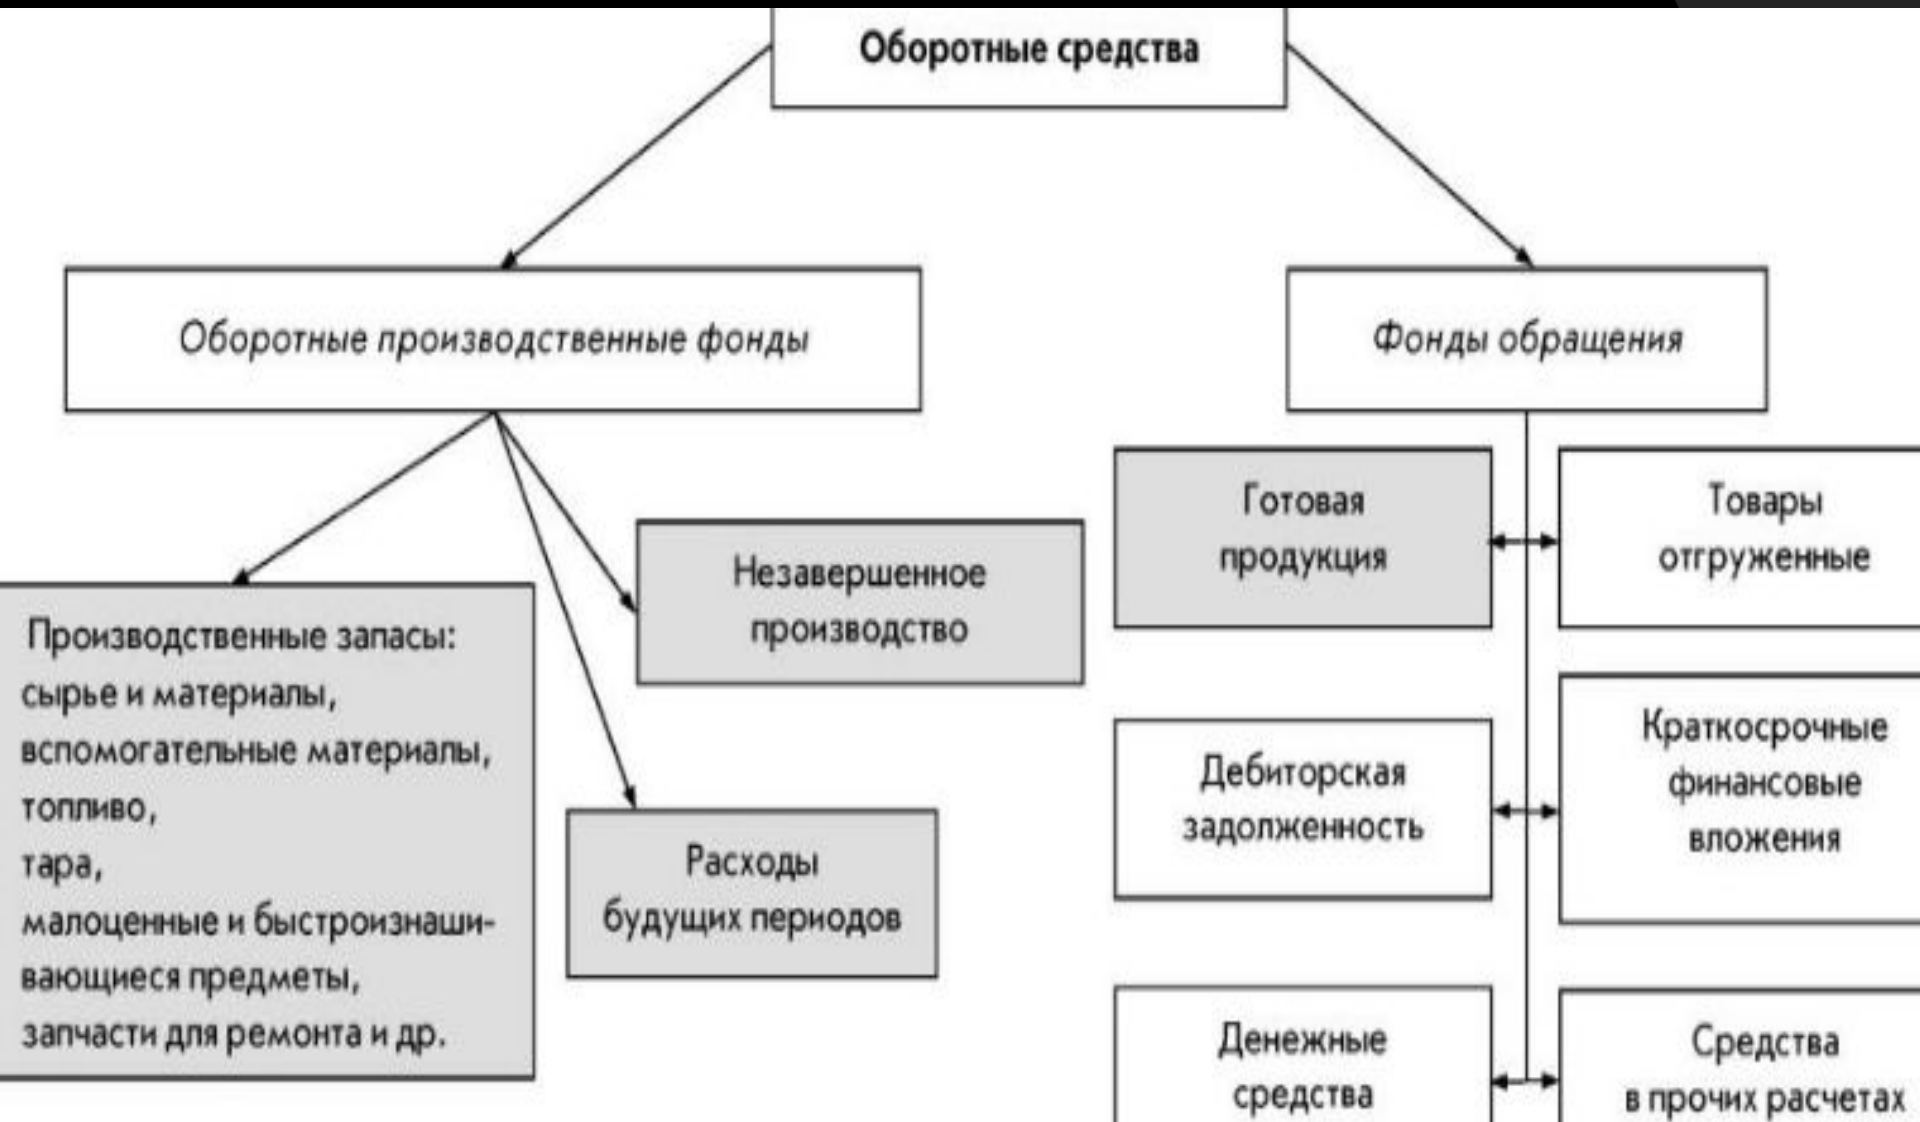 Оборотные средства
Оборотные производственные фонды
Фонды обращения
Производственные запасы:
сырье и материалы,
вспомогательные материалы,
топливо,
тара,
малоценные и быстроизнаши-
вающиеся предметы,
запчасти для ремонта и др.
Незавершенное
производство
Расходы
будущих периодов
Готовая
продукция
Товары
отгруженные
Дебиторская
задолженность
Краткосрочные
финансовые
вложения
Денежные
средства
Средства
в прочих расчетах